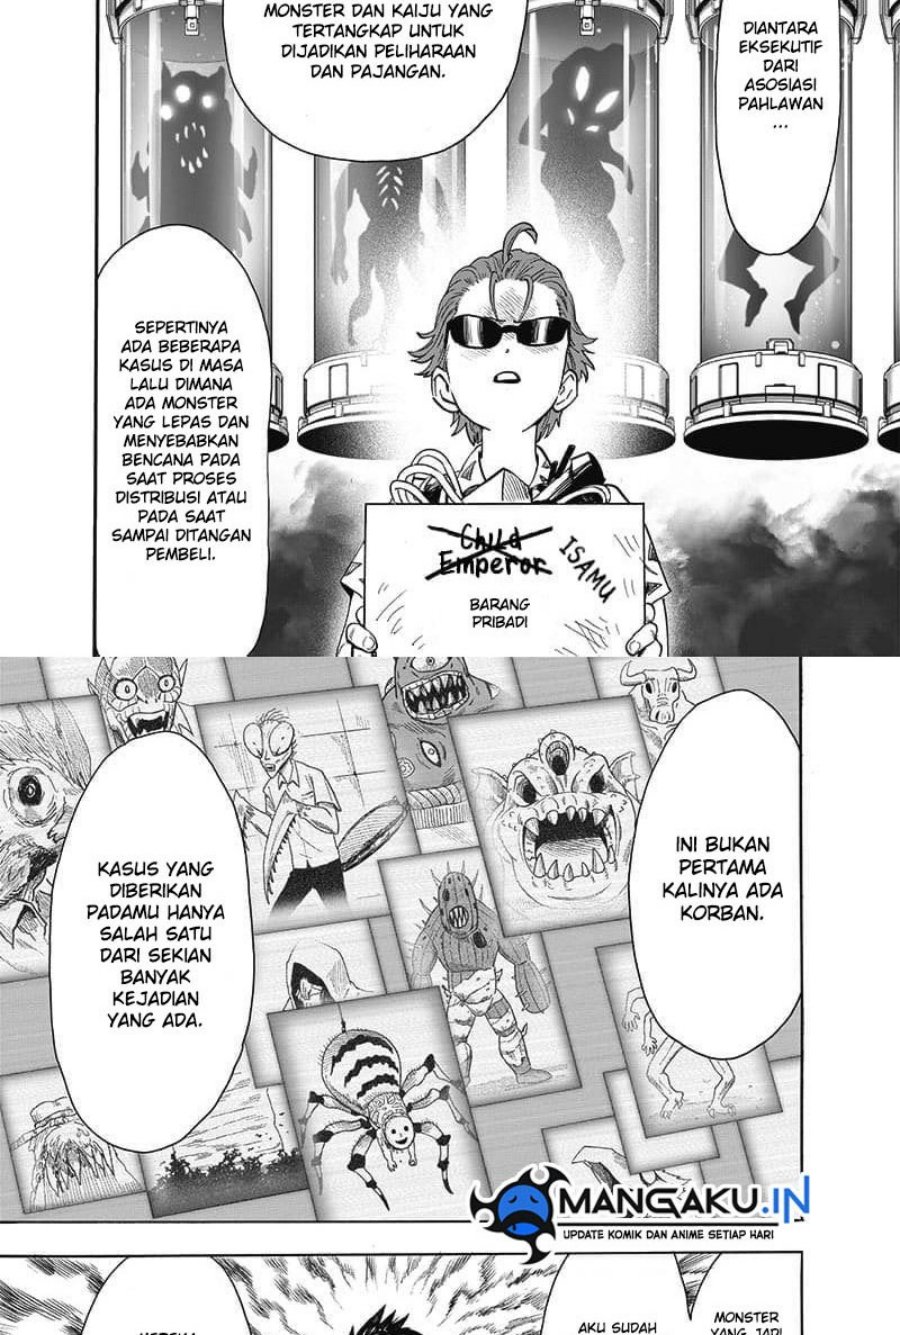 DIANTARA
EKSEKUTIF
DARI
ASOSIASI
PAHLAWAN
...
MONSTER DAN KAIJU YANG
TERTANGKAP UNTUK
DIJADIKAN PELIHARAAN
DAN PAJANGAN.
SEPERTINYA
ADA BEBERAPA
KASUS DI MASA
LALU DIMANA
ADA MONSTER
YANG LEPAS DAN
MENYEBABKAN
BENCANA PADA
SAAT PROSES
DISTRIBUSI ATAU
PADA SAAT
SAMPAI DITANGAN
PEMBELI.
Child
Emperor
ISAMU
BARANG
PRIBADI
INI BUKAN
PERTAMA
KALINYA ADA
KORBAN.
KASUS YANG
DIBERIKAN
PADAMU HANYA
SALAH SATU
DARI SEKIAN
BANYAK
KEJADIAN
YANG ADA.
MANGAKU.IN
UPDATE KOMIK DAN ANIME SETIAP HARI
MONSTER
YANG JADI
AKU SUDAH